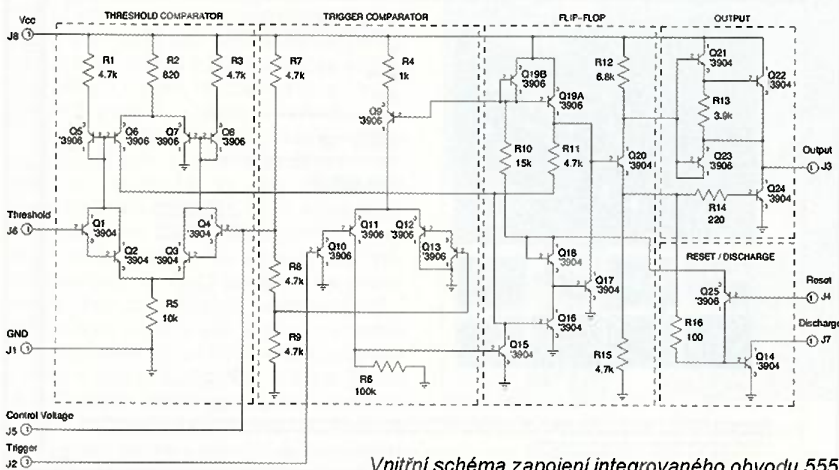 THRESHOLD COMPARATOR
TRIGGER COMPARATOR
FLIP-FLOP
OUTPUT
Vcc
J8
R1
4.7k
R2
820
R3
4.7k
R7
4.7k
R4
1k
Q19B
'3906
Q19A
'3906
R12
6.8k
Q21
'3904
Q22
'3904
Q5
'3906
Q6
'3906
Q7
'3906
Q8
'3906
Q9
'3906
R10
15k
R11
4.7k
Q20
'3904
R13
3.9k
Q23
'3906
Output
J3
Threshold
J6
Q1
'3904
Q2
'3904
Q3
'3904
Q4
'3904
Q10
'3906
Q11
'3906
Q12
'3906
Q13
'3906
R14
220
Q24
'3904
RESET / DISCHARGE
R8
4.7k
Q18
'3904
Q17
'3904
Q25
'3906
Reset
J4
R5
10k
R9
4.7k
Q16
'3904
R16
100
Discharge
J7
GND
J1
Q15
'3904
R15
4.7k
Q14
'3904
R6
100k
Control Voltage
J5
Trigger
J2
Vnitřní schéma zapojení integrovaného obvodu 555